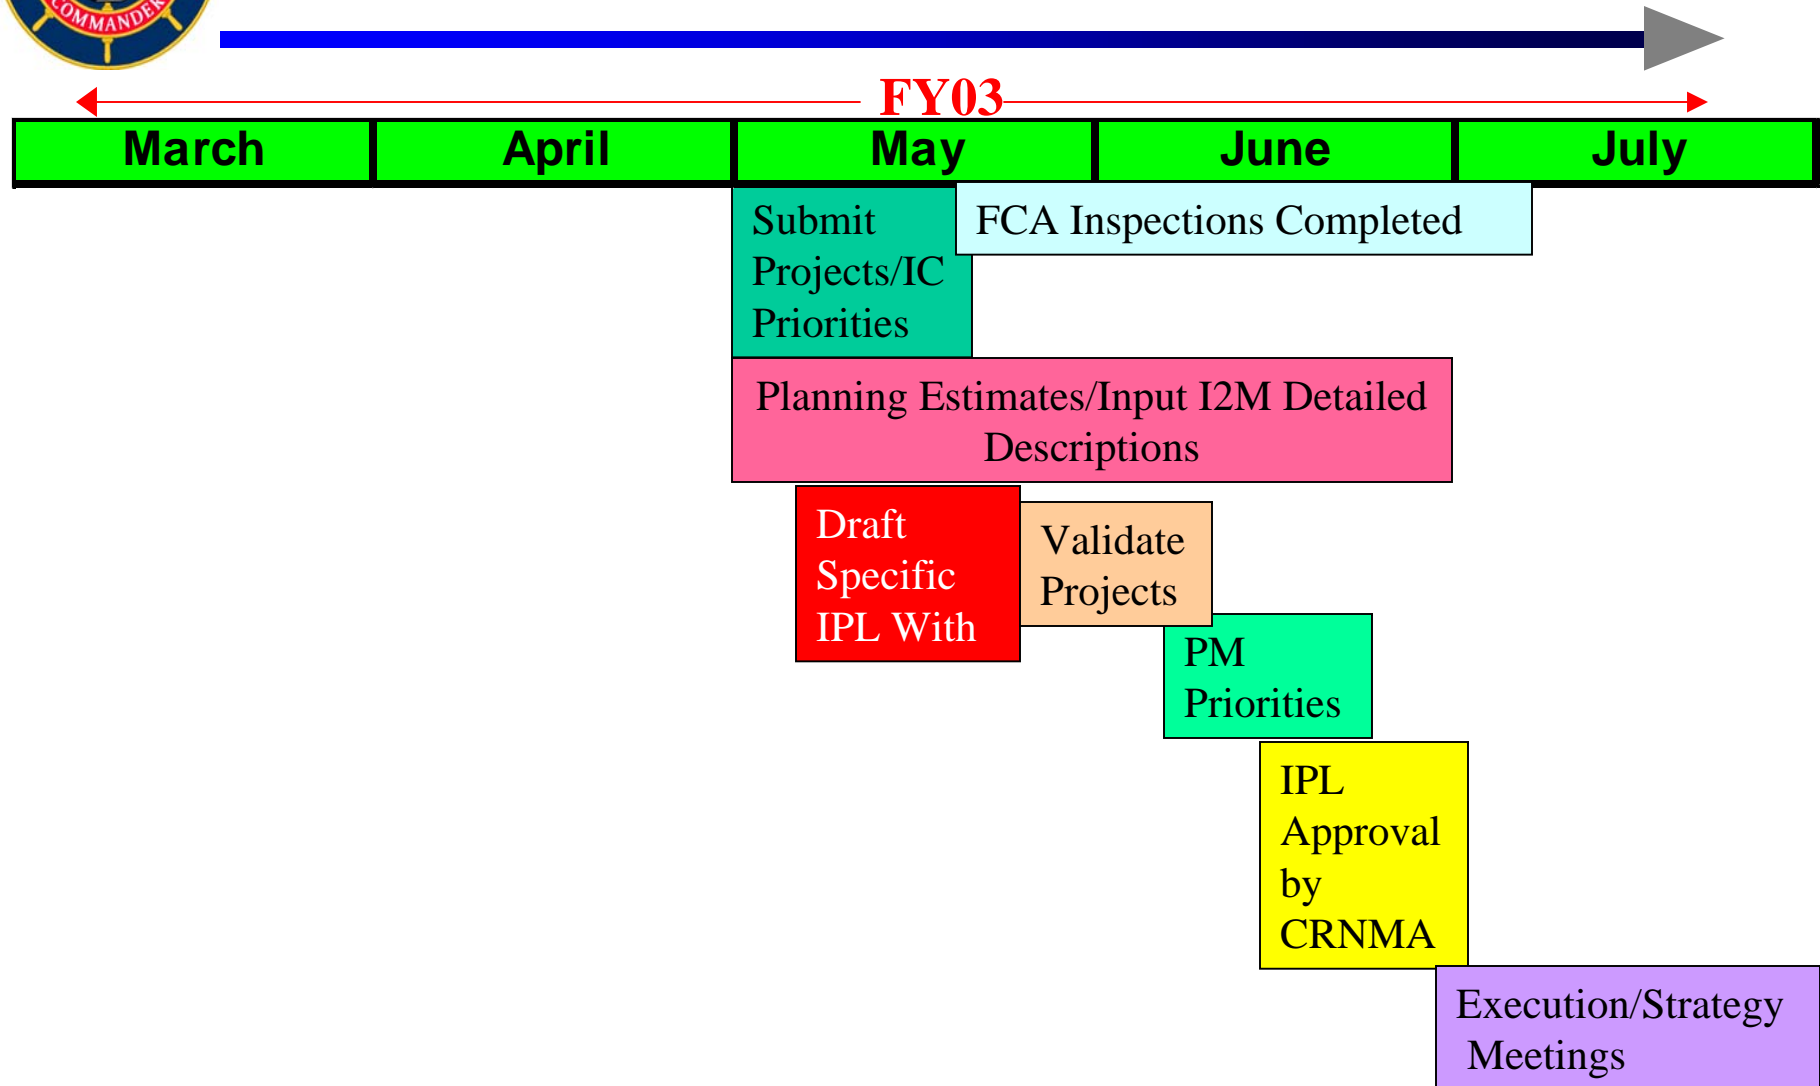 COMMANDER
FY03
March April May June July
Submit
Projects/IC
Priorities
FCA Inspections Completed
Planning Estimates/Input I2M Detailed
Descriptions
Draft
Specific
IPL With
Validate
Projects
PM
Priorities
IPL
Approval
by
CRNMA
Execution/Strategy
Meetings